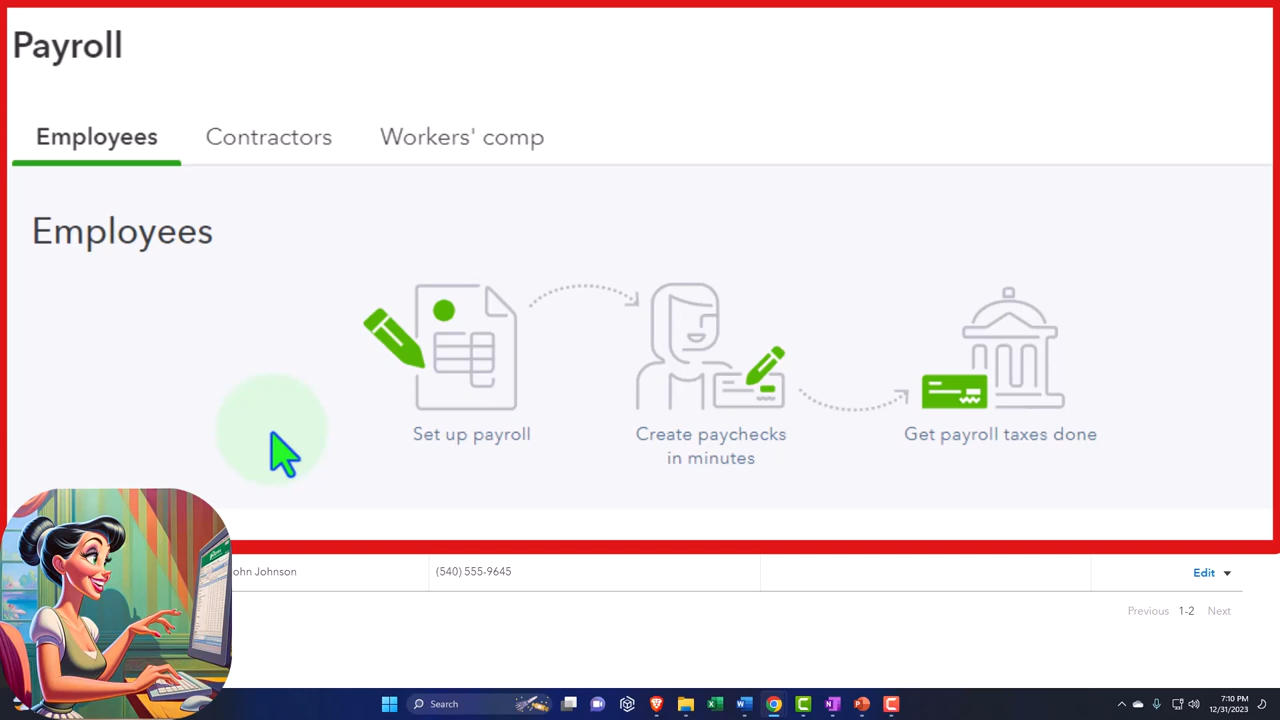 Payroll
Employees Contractors Workers' comp
Employees
Set up payroll
Create paychecks
in minutes
Get payroll taxes done
ohn Johnson (540) 555-9645 Edit
Previous 1-2 Next
Search
7:10 PM
12/31/2023